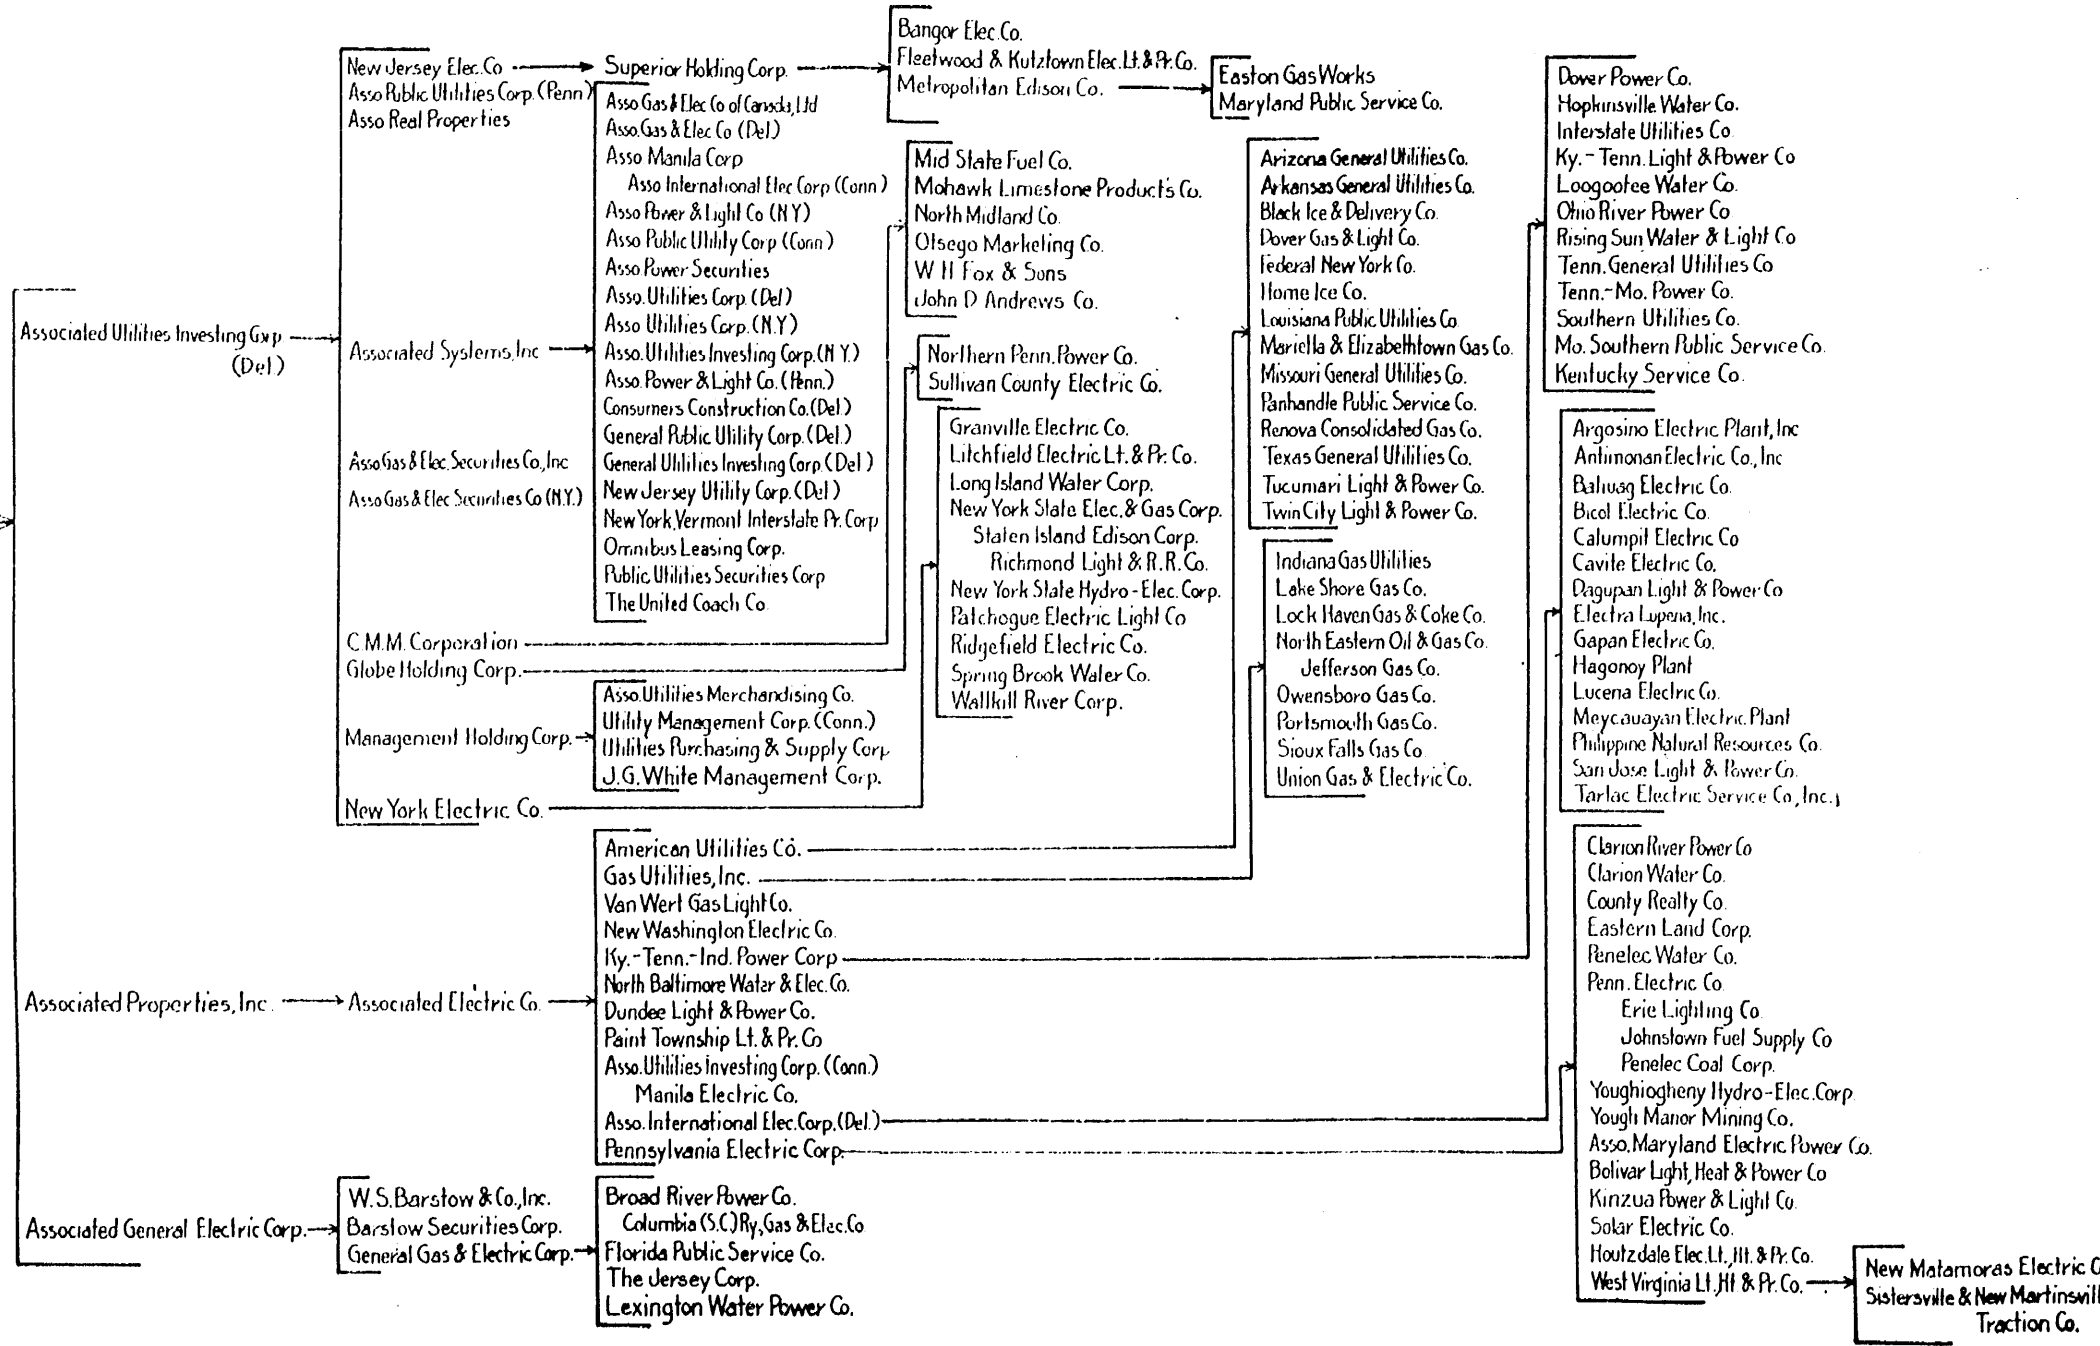 Associated Utilities Investing Corp
(Del)
Associated Properties, Inc.
Associated General Electric Corp.
New Jersey Elec. Co
Asso Public Utilities Corp. (Penn)
Asso Real Properties
Associated Systems, Inc
Asso Gas & Elec. Securities Co., Inc
Asso Gas & Elec Securities Co (N.Y.)
C.M.M. Corporation
Globe Holding Corp.
Management Holding Corp.
New York Electric Co.
Associated Electric Co.
W.S. Barstow & Co., Inc.
Barstow Securities Corp.
General Gas & Electric Corp.
Superior Holding Corp.
Asso Gas & Elec Co of Canada, Ltd
Asso. Gas & Elec Co (Del)
Asso Manila Corp
Asso International Elec Corp (Conn)
Asso Power & Light Co (N Y)
Asso Public Utility Corp (Conn)
Asso Power Securities
Asso. Utilities Corp. (Del)
Asso Utilities Corp. (N.Y)
Asso. Utilities Investing Corp. (N Y.)
Asso. Power & Light Co. (Penn.)
Consumers Construction Co. (Del.)
General Public Utility Corp. (Del.)
General Utilities Investing Corp. (Del)
New Jersey Utility Corp. (Del)
New York, Vermont Interstate Pr. Corp
Omnibus Leasing Corp.
Public Utilities Securities Corp
The United Coach Co
Asso. Utilities Merchandising Co.
Utility Management Corp. (Conn.)
Utilities Purchasing & Supply Corp
J.G. White Management Corp.
American Utilities Co.
Gas Utilities, Inc.
Van Wert Gas Light Co.
New Washington Electric Co.
Ky.-Tenn.-Ind. Power Corp
North Baltimore Water & Elec. Co.
Dundee Light & Power Co.
Paint Township Lt. & Pr. Co
Asso. Utilities Investing Corp. (Conn.)
Manila Electric Co.
Asso. International Elec. Corp. (Del.)
Pennsylvania Electric Corp.
Broad River Power Co.
Columbia (S.C.) Ry., Gas & Elec. Co
Florida Public Service Co.
The Jersey Corp.
Lexington Water Power Co.
Bangor Elec. Co.
Fleetwood & Kutztown Elec. Lt. & Pr. Co.
Metropolitan Edison Co.
Mid State Fuel Co.
Mohawk Limestone Products Co.
North Midland Co.
Otsego Marketing Co.
W H Fox & Sons
John D Andrews Co.
Northern Penn. Power Co.
Sullivan County Electric Co.
Granville Electric Co.
Litchfield Electric Lt. & Pr. Co.
Long Island Water Corp.
New York State Elec. & Gas Corp.
Staten Island Edison Corp.
Richmond Light & R.R. Co.
New York State Hydro-Elec. Corp.
Patchogue Electric Light Co
Ridgefield Electric Co.
Spring Brook Water Co.
Wallkill River Corp.
Easton Gas Works
Maryland Public Service Co.
Arizona General Utilities Co.
Arkansas General Utilities Co.
Black Ice & Delivery Co.
Dover Gas & Light Co.
Federal New York Co.
Home Ice Co.
Louisiana Public Utilities Co
Mariella & Elizabethtown Gas Co.
Missouri General Utilities Co.
Panhandle Public Service Co.
Renova Consolidated Gas Co.
Texas General Utilities Co.
Tucumari Light & Power Co.
Twin City Light & Power Co.
Indiana Gas Utilities
Lake Shore Gas Co.
Lock Haven Gas & Coke Co.
North Eastern Oil & Gas Co.
Jefferson Gas Co.
Owensboro Gas Co.
Portsmouth Gas Co.
Sioux Falls Gas Co
Union Gas & Electric Co.
Dover Power Co.
Hopkinsville Water Co.
Interstate Utilities Co
Ky.-Tenn. Light & Power Co
Loogootee Water Co.
Ohio River Power Co
Rising Sun Water & Light Co
Tenn. General Utilities Co
Tenn.-Mo. Power Co.
Southern Utilities Co.
Mo. Southern Public Service Co.
Kentucky Service Co.
Argosino Electric Plant, Inc
Antimonan Electric Co., Inc
Baliuag Electric Co.
Bicol Electric Co.
Calumpit Electric Co
Cavite Electric Co.
Dagupan Light & Power Co
Electra Lupena, Inc.
Gapan Electric Co.
Hagonoy Plant
Lucena Electric Co.
Meycauayan Electric Plant
Philippine Natural Resources Co.
San Jose Light & Power Co.
Tarlac Electric Service Co, Inc.
Clarion River Power Co
Clarion Water Co.
County Realty Co.
Eastern Land Corp.
Penelec Water Co.
Penn. Electric Co
Erie Lighting Co
Johnstown Fuel Supply Co
Penelec Coal Corp.
Youghiogheny Hydro-Elec. Corp
Yough Manor Mining Co.
Asso. Maryland Electric Power Co.
Bolivar Light, Heat & Power Co
Kinzua Power & Light Co.
Solar Electric Co.
Houtzdale Elec. Lt., Ht. & Pr. Co.
West Virginia Lt., Ht & Pr. Co.
New Matamoras Electric
Sistersville & New Martinsvill
Traction Co.